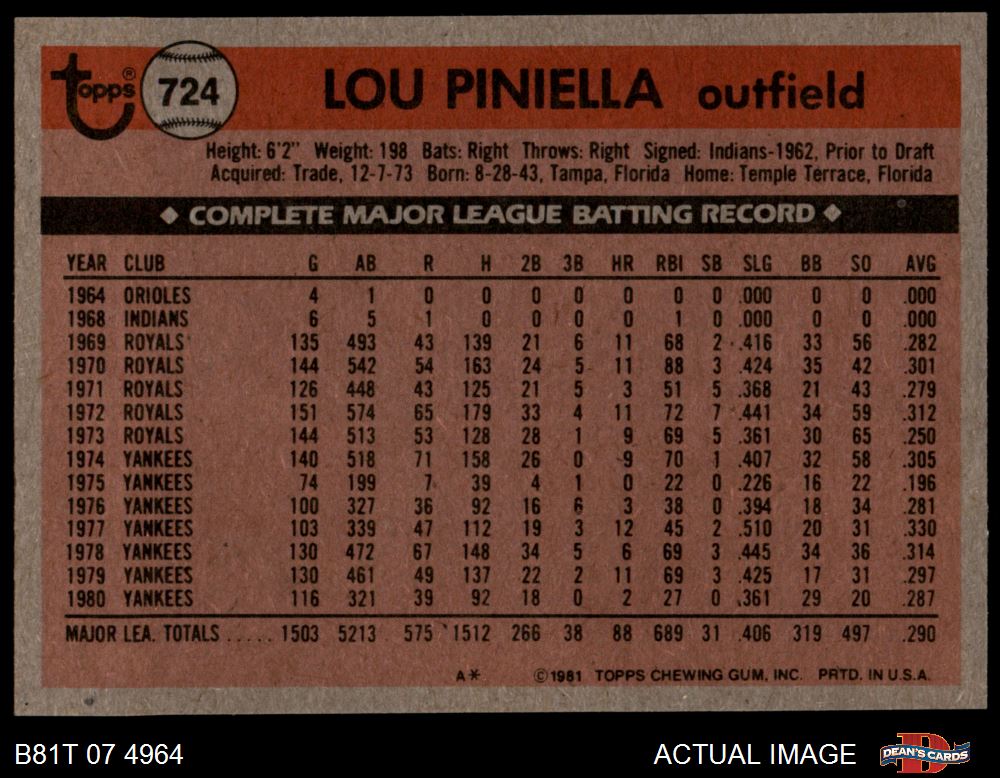 Topps® 724 LOU PINIELLA outfield
Height: 6'2" Weight: 198 Bats: Right Throws: Right Signed: Indians-1962, Prior to Draft
Acquired: Trade, 12-7-73 Born: 8-28-43, Tampa, Florida Home: Temple Terrace, Florida
◆ COMPLETE MAJOR LEAGUE BATTING RECORD ◆
YEAR CLUB G AB R H 2B 3B HR RBI SB SLG BB SO AVG
1964 ORIOLES 4 1 0 0 0 0 0 0 0 .000 0 0 .000
1968 INDIANS 6 5 1 0 0 0 0 1 0 .000 0 0 .000
1969 ROYALS 135 493 43 139 21 6 11 68 2 .416 33 56 .282
1970 ROYALS 144 542 54 163 24 5 11 88 3 .424 35 42 .301
1971 ROYALS 126 448 43 125 21 5 3 51 5 .368 21 43 .279
1972 ROYALS 151 574 65 179 33 4 11 72 7 .441 34 59 .312
1973 ROYALS 144 513 53 128 28 1 9 69 5 .361 30 65 .250
1974 YANKEES 140 518 71 158 26 0 9 70 1 .407 32 58 .305
1975 YANKEES 74 199 7 39 4 1 0 22 0 .226 16 22 .196
1976 YANKEES 100 327 36 92 16 6 3 38 0 .394 18 34 .281
1977 YANKEES 103 339 47 112 19 3 12 45 2 .510 20 31 .330
1978 YANKEES 130 472 67 148 34 5 6 69 3 .445 34 36 .314
1979 YANKEES 130 461 49 137 22 2 11 69 3 .425 17 31 .297
1980 YANKEES 116 321 39 92 18 0 2 27 0 .361 29 20 .287
MAJOR LEA. TOTALS ..... 1503 5213 575 1512 266 38 88 689 31 .406 319 497 .290
A* ©1981 TOPPS CHEWING GUM, INC. PRTD. IN U.S.A.
B81T 07 4964 ACTUAL IMAGE D DEAN'S CARDS